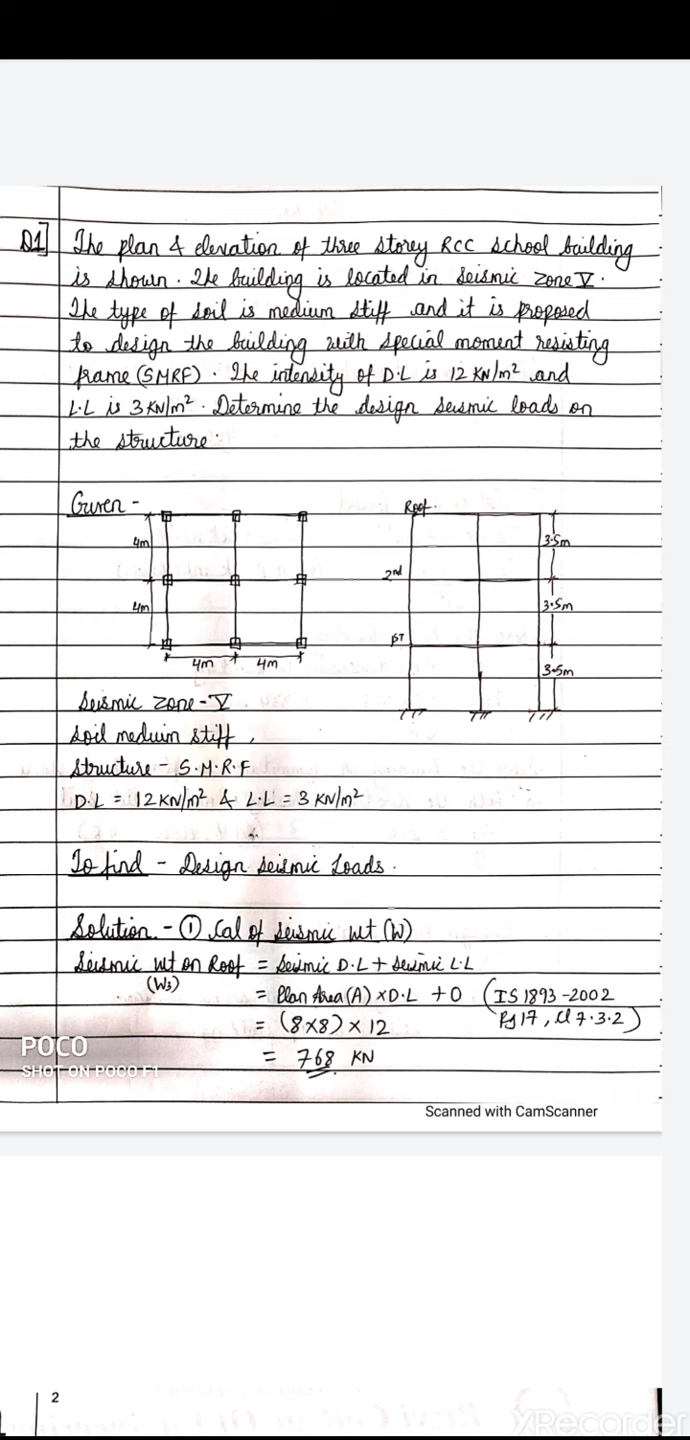 Q1] The plan & elevation of three storey RCC school building
is shown. The building is located in seismic zone V.
The type of soil is medium stiff and it is proposed
to design the building with special moment resisting
frame (SMRF). The intensity of D.L is 12 KN/m² and
L.L is 3 KN/m². Determine the design seismic loads on
the structure.
Given -
Roof
4m
3.5m
2nd
4m
3.5m
1st
4m 4m
3.5m
Seismic zone - V
Soil meduim stiff,
Structure - S.M.R.F
D.L = 12 KN/m² & L.L = 3 KN/m²
To find - Design seismic loads.
Solution - ① Cal of seismic wt (W)
Seismic wt on Roof = Seismic D.L + seismic L.L
(W₃)
= Plan Area (A) × D.L + 0 (IS 1893-2002
Pg 17, Cl 7.3.2)
= (8×8) × 12
= 768 KN
POCO
SHOT ON POCO F1
Scanned with CamScanner
2
XRecorder